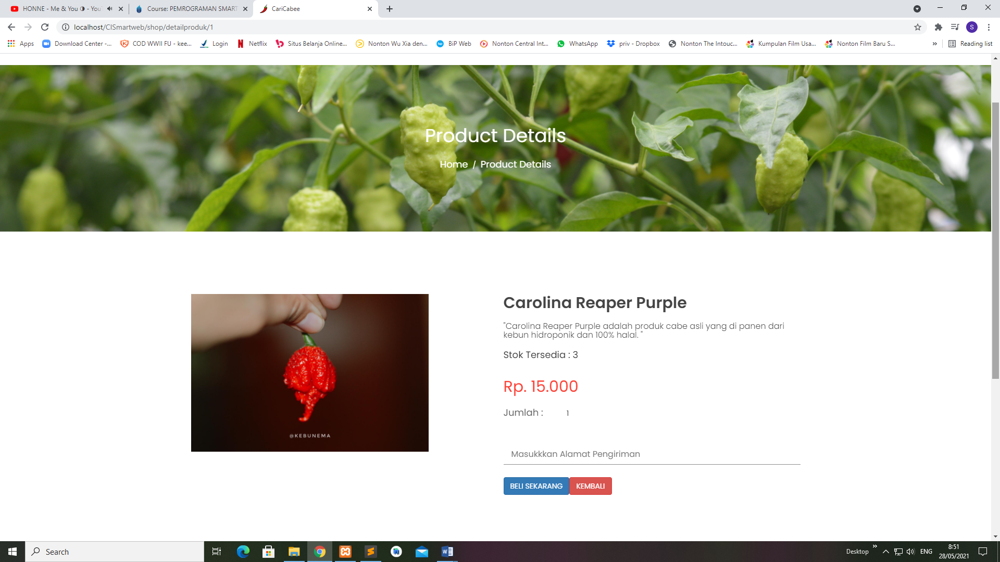 HONNE - Me & You ◑ - You
Course: PEMROGRAMAN SMART
CariCabee
localhost/CISmartweb/shop/detailproduk/1
S
Apps
Download Center -...
COD WWII FU - kee...
Login
Netflix
Situs Belanja Online...
Nonton Wu Xia den...
BiP Web
Nonton Central Int...
WhatsApp
priv - Dropbox
Nonton The Intouc...
Kumpulan Film Usa...
Nonton Film Baru S...
»
Reading list
Product Details
Home / Product Details
@KEBUNEMA
Carolina Reaper Purple
"Carolina Reaper Purple adalah produk cabe asli yang di panen dari
kebun hidroponik dan 100% halal. "
Stok Tersedia : 3
Rp. 15.000
Jumlah : 1
Masukkkan Alamat Pengiriman
BELI SEKARANG KEMBALI
Search
Desktop
»
ENG
8:51
28/05/2021